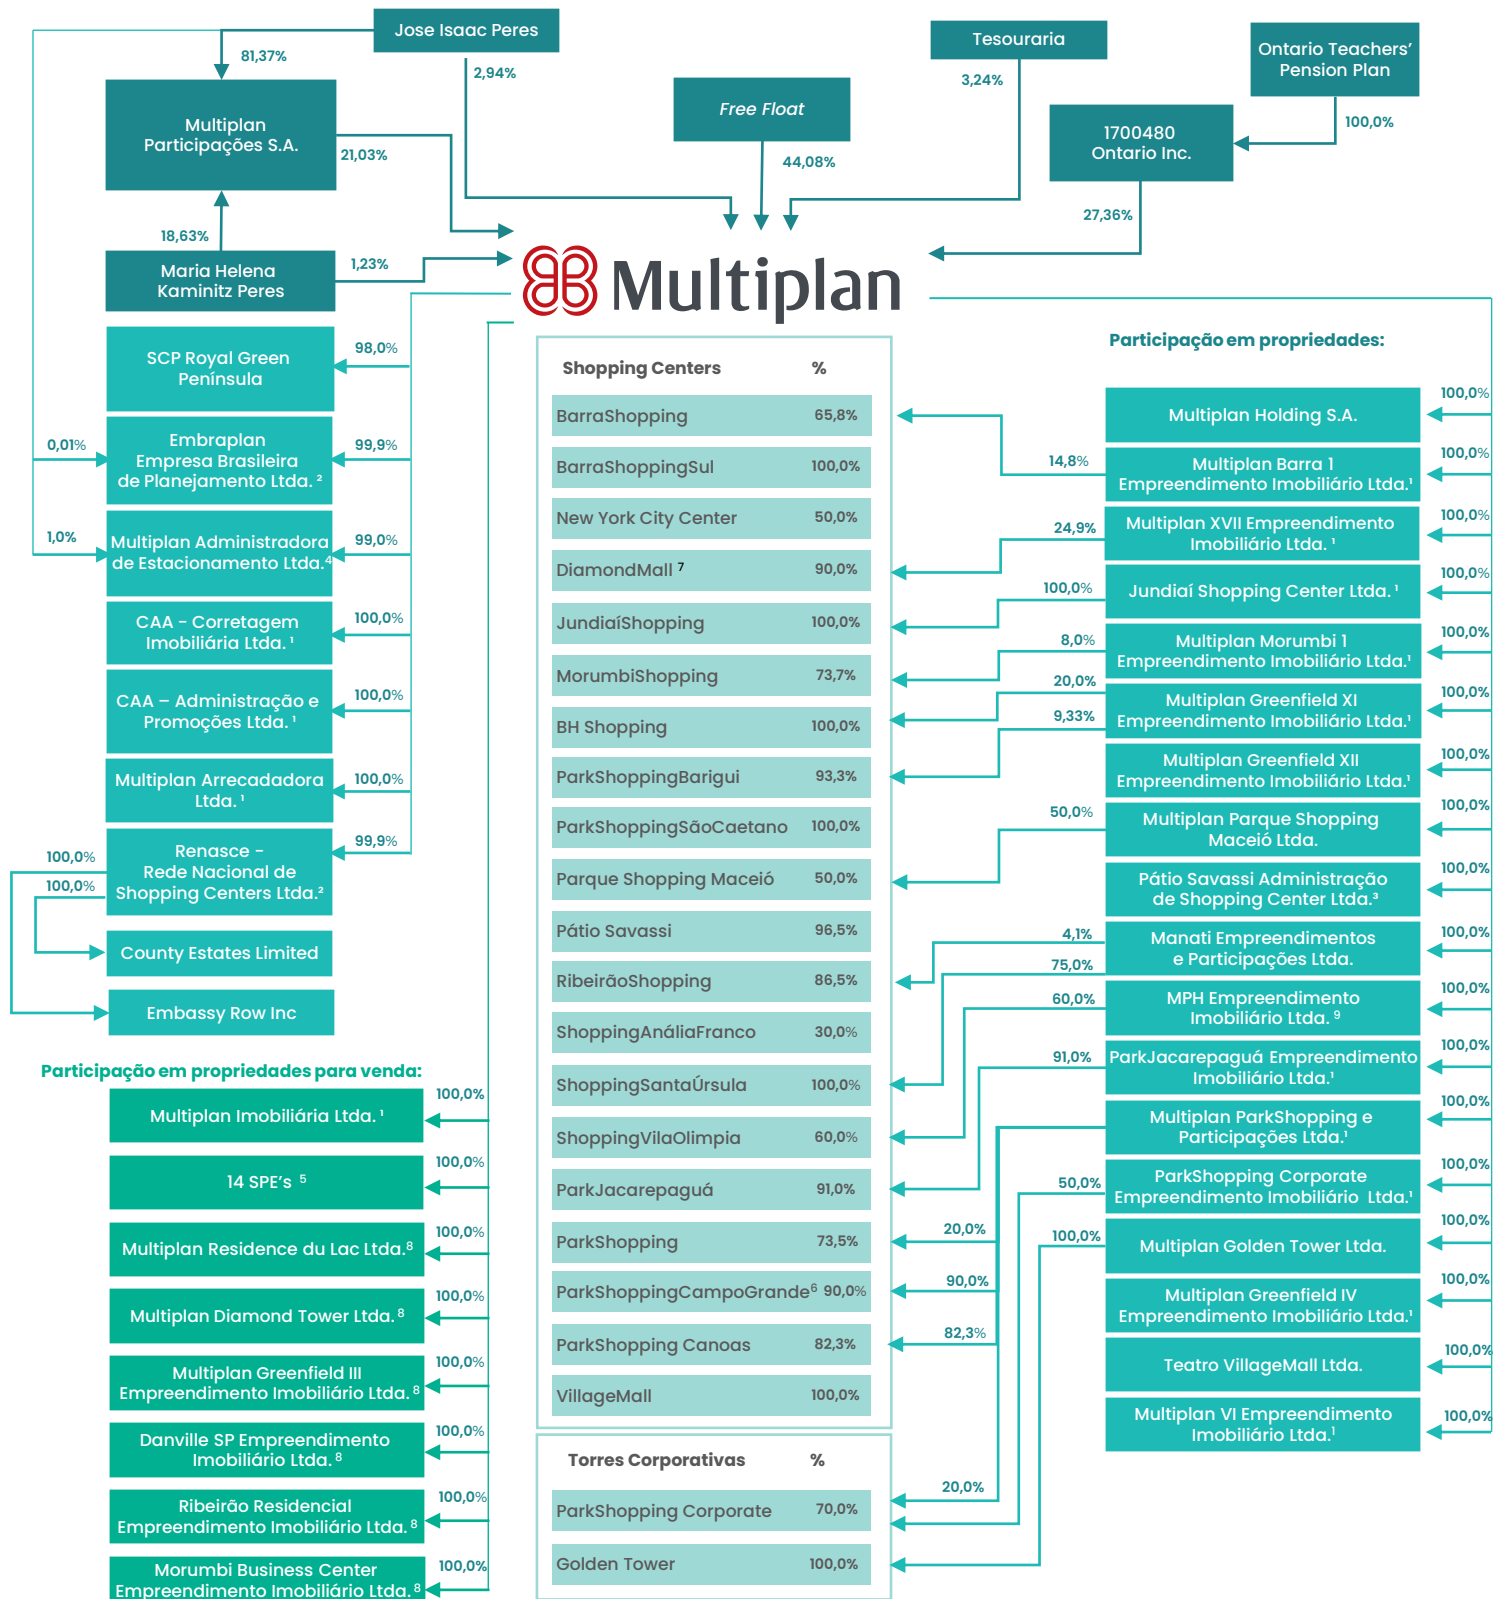 Jose Isaac Peres
Tesouraria
Ontario Teachers’
Pension Plan
81,37%
2,94%
3,24%
Free Float
Multiplan
Participações S.A.
1700480
Ontario Inc.
100,0%
21,03%
44,08%
27,36%
18,63%
Maria Helena
Kaminitz Peres
1,23%
Multiplan
SCP Royal Green
Península
98,0%
Embraplan
Empresa Brasileira
de Planejamento Ltda. ²
0,01%
99,9%
Multiplan Administradora
de Estacionamento Ltda.⁴
1,0%
99,0%
CAA - Corretagem
Imobiliária Ltda. ¹
100,0%
CAA – Administração e
Promoções Ltda. ¹
100,0%
Multiplan Arrecadadora
Ltda. ¹
100,0%
Renasce -
Rede Nacional de
Shopping Centers Ltda.²
99,9%
100,0%
100,0%
County Estates Limited
Embassy Row Inc
Participação em propriedades para venda:
Multiplan Imobiliária Ltda. ¹
100,0%
14 SPE’s ⁵
100,0%
Multiplan Residence du Lac Ltda.⁸
100,0%
Multiplan Diamond Tower Ltda. ⁸
100,0%
Multiplan Greenfield III
Empreendimento Imobiliário Ltda. ⁸
100,0%
Danville SP Empreendimento
Imobiliário Ltda. ⁸
100,0%
Ribeirão Residencial
Empreendimento Imobiliário Ltda. ⁸
100,0%
Morumbi Business Center
Empreendimento Imobiliário Ltda. ⁸
100,0%
Shopping Centers %
BarraShopping 65,8%
BarraShoppingSul 100,0%
New York City Center 50,0%
DiamondMall ⁷ 90,0%
JundiaíShopping 100,0%
MorumbiShopping 73,7%
BH Shopping 100,0%
ParkShoppingBarigui 93,3%
ParkShoppingSãoCaetano 100,0%
Parque Shopping Maceió 50,0%
Pátio Savassi 96,5%
RibeirãoShopping 86,5%
ShoppingAnáliaFranco 30,0%
ShoppingSantaÚrsula 100,0%
ShoppingVilaOlimpia 60,0%
ParkJacarepaguá 91,0%
ParkShopping 73,5%
ParkShoppingCampoGrande⁶ 90,0%
ParkShopping Canoas 82,3%
VillageMall 100,0%
Torres Corporativas %
ParkShopping Corporate 70,0%
Golden Tower 100,0%
Participação em propriedades:
Multiplan Holding S.A.
100,0%
14,8%
Multiplan Barra 1
Empreendimento Imobiliário Ltda.¹
100,0%
24,9%
Multiplan XVII Empreendimento
Imobiliário Ltda. ¹
100,0%
100,0%
Jundiaí Shopping Center Ltda. ¹
100,0%
8,0%
Multiplan Morumbi 1
Empreendimento Imobiliário Ltda.¹
100,0%
20,0%
9,33%
Multiplan Greenfield XI
Empreendimento Imobiliário Ltda.¹
100,0%
Multiplan Greenfield XII
Empreendimento Imobiliário Ltda.¹
100,0%
50,0%
Multiplan Parque Shopping
Maceió Ltda.
100,0%
Pátio Savassi Administração
de Shopping Center Ltda.³
100,0%
4,1%
75,0%
Manati Empreendimentos
e Participações Ltda.
100,0%
60,0%
MPH Empreendimento
Imobiliário Ltda. ⁹
100,0%
91,0%
ParkJacarepaguá Empreendimento
Imobiliário Ltda.¹
100,0%
Multiplan ParkShopping e
Participações Ltda.¹
100,0%
20,0%
90,0%
82,3%
20,0%
50,0%
ParkShopping Corporate
Empreendimento Imobiliário Ltda.¹
100,0%
100,0%
Multiplan Golden Tower Ltda.
100,0%
Multiplan Greenfield IV
Empreendimento Imobiliário Ltda.¹
100,0%
Teatro VillageMall Ltda.
100,0%
Multiplan VI Empreendimento
Imobiliário Ltda.¹
100,0%